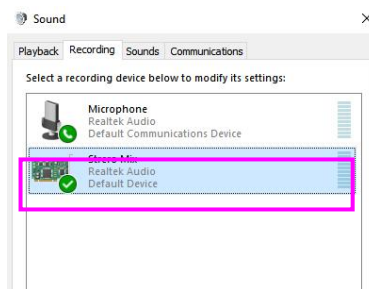 Sound
Playback Recording Sounds Communications
Select a recording device below to modify its settings:
Microphone
Realtek Audio
Default Communications Device
Stereo Mix
Realtek Audio
Default Device